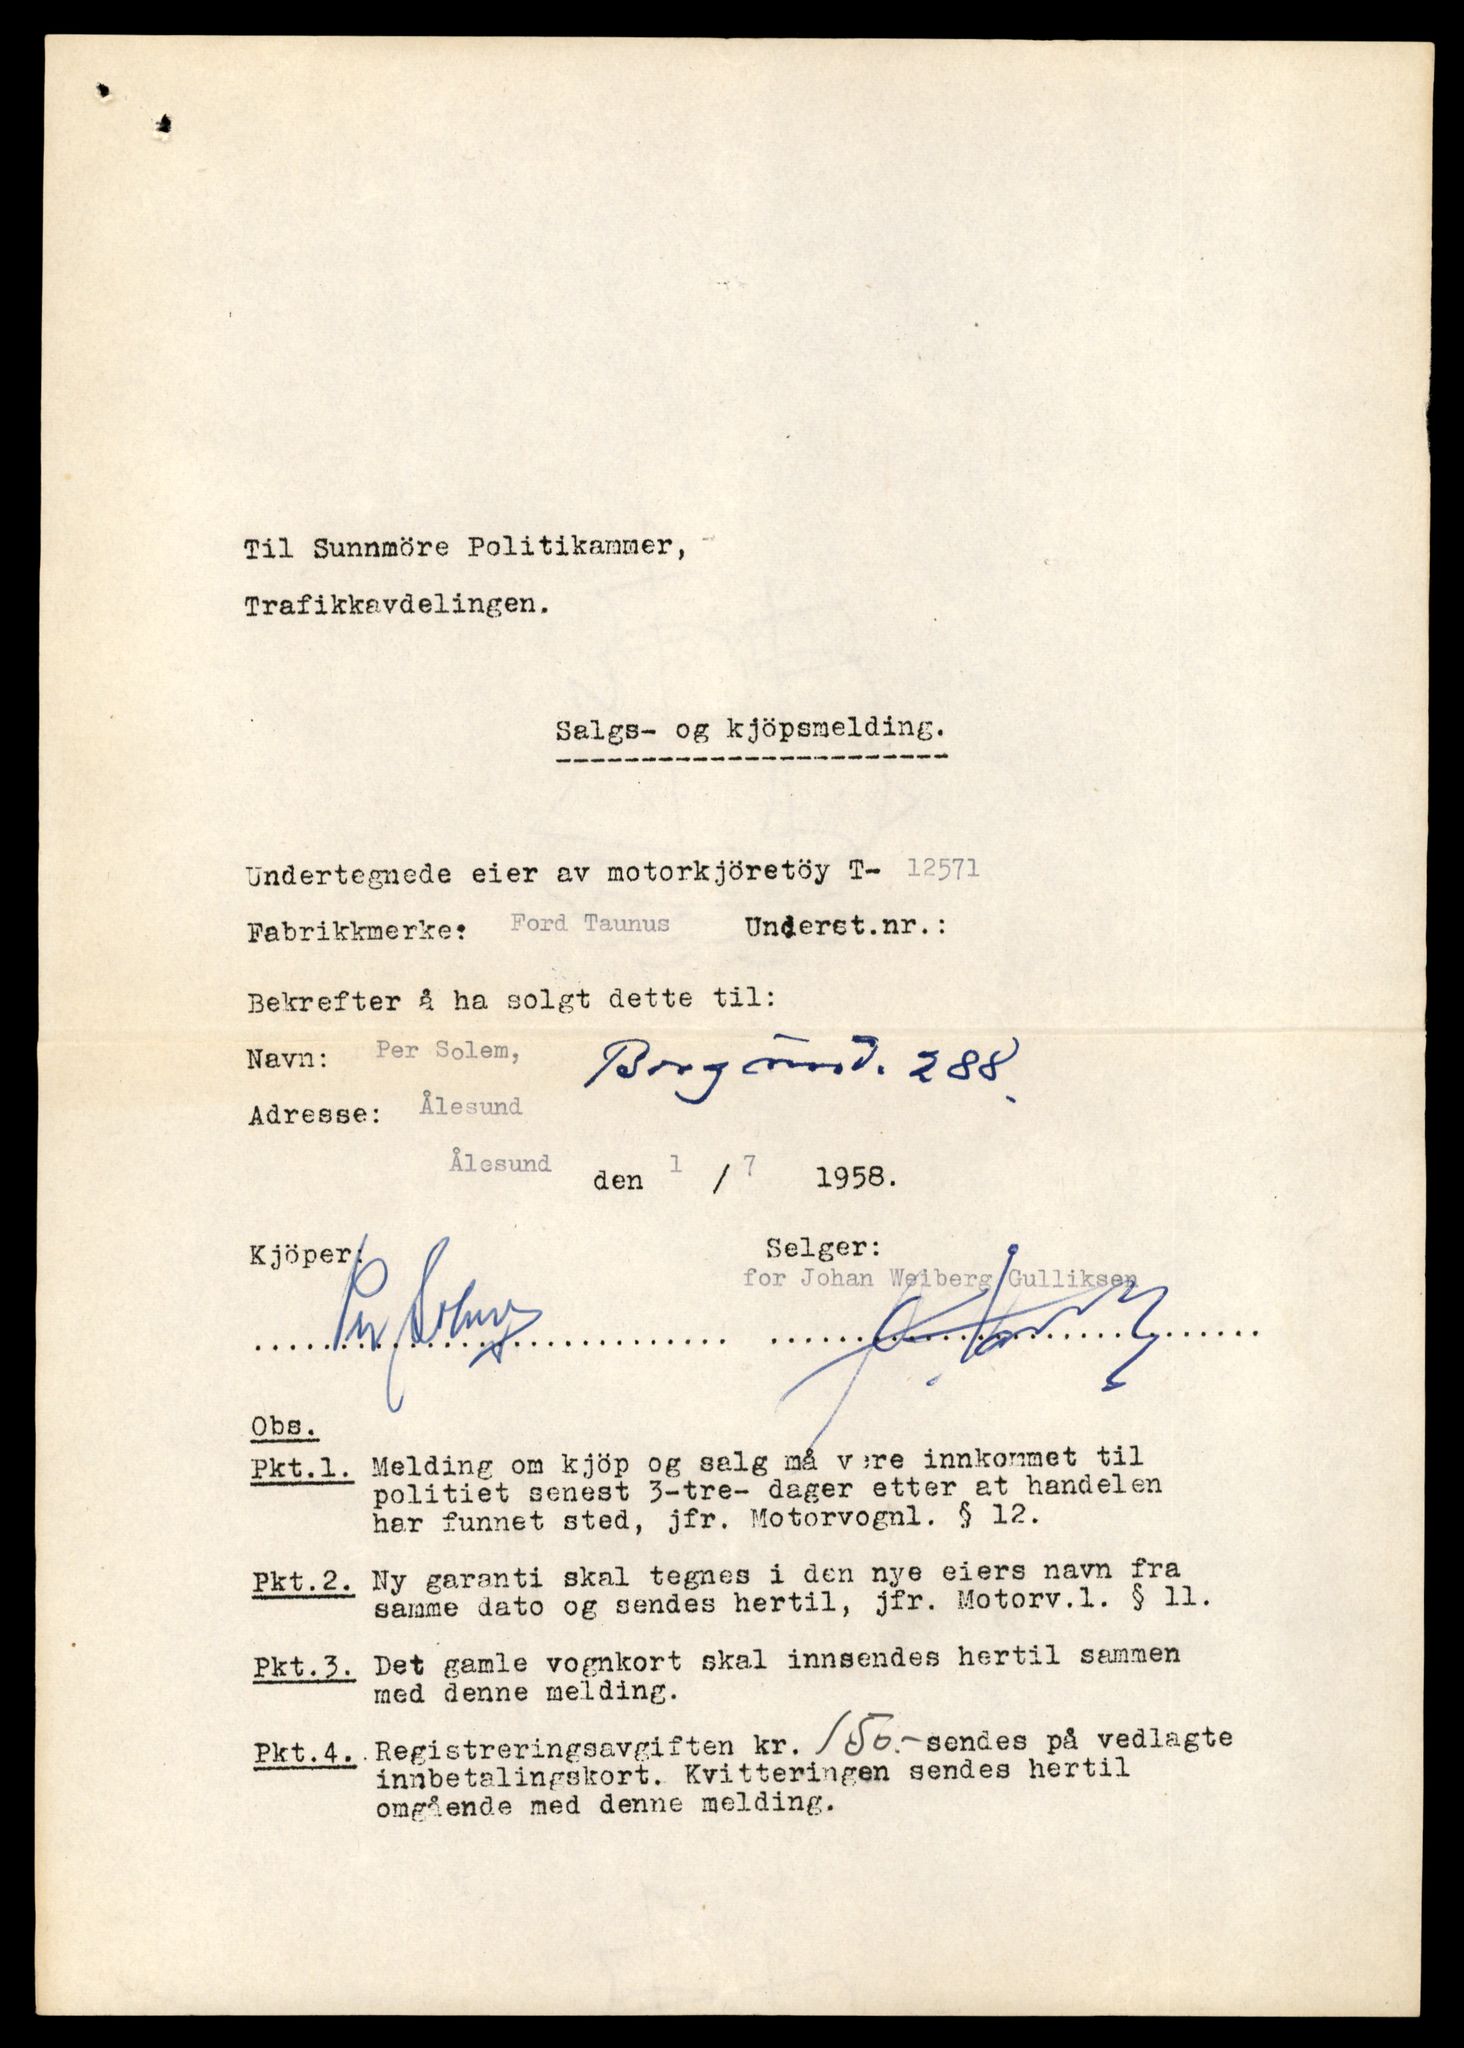 Til Sunnmöre Politikammer,
Trafikkavdelingen.
Salgs- og kjöpsmelding.
Undertegnede eier av motorkjöretöy T- 12571
Fabrikkmerke: Ford Taunus Underst.nr.:
Bekrefter å ha solgt dette til:
Navn: Per Solem, Borgund. 288.
Adresse: Ålesund
Ålesund den 1 / 7 1958.
Kjöper: Selger:
for Johan Weiberg Gulliksen
Per Solem
Obs.
Pkt.1. Melding om kjöp og salg må vere innkommet til
politiet senest 3-tre- dager etter at handelen
har funnet sted, jfr. Motorvognl. § 12.
Pkt.2. Ny garanti skal tegnes i den nye eiers navn fra
samme dato og sendes hertil, jfr. Motorv.l. § 11.
Pkt.3. Det gamle vognkort skal innsendes hertil sammen
med denne melding.
Pkt.4. Registreringsavgiften kr. 150.- sendes på vedlagte
innbetalingskort. Kvitteringen sendes hertil
omgående med denne melding.